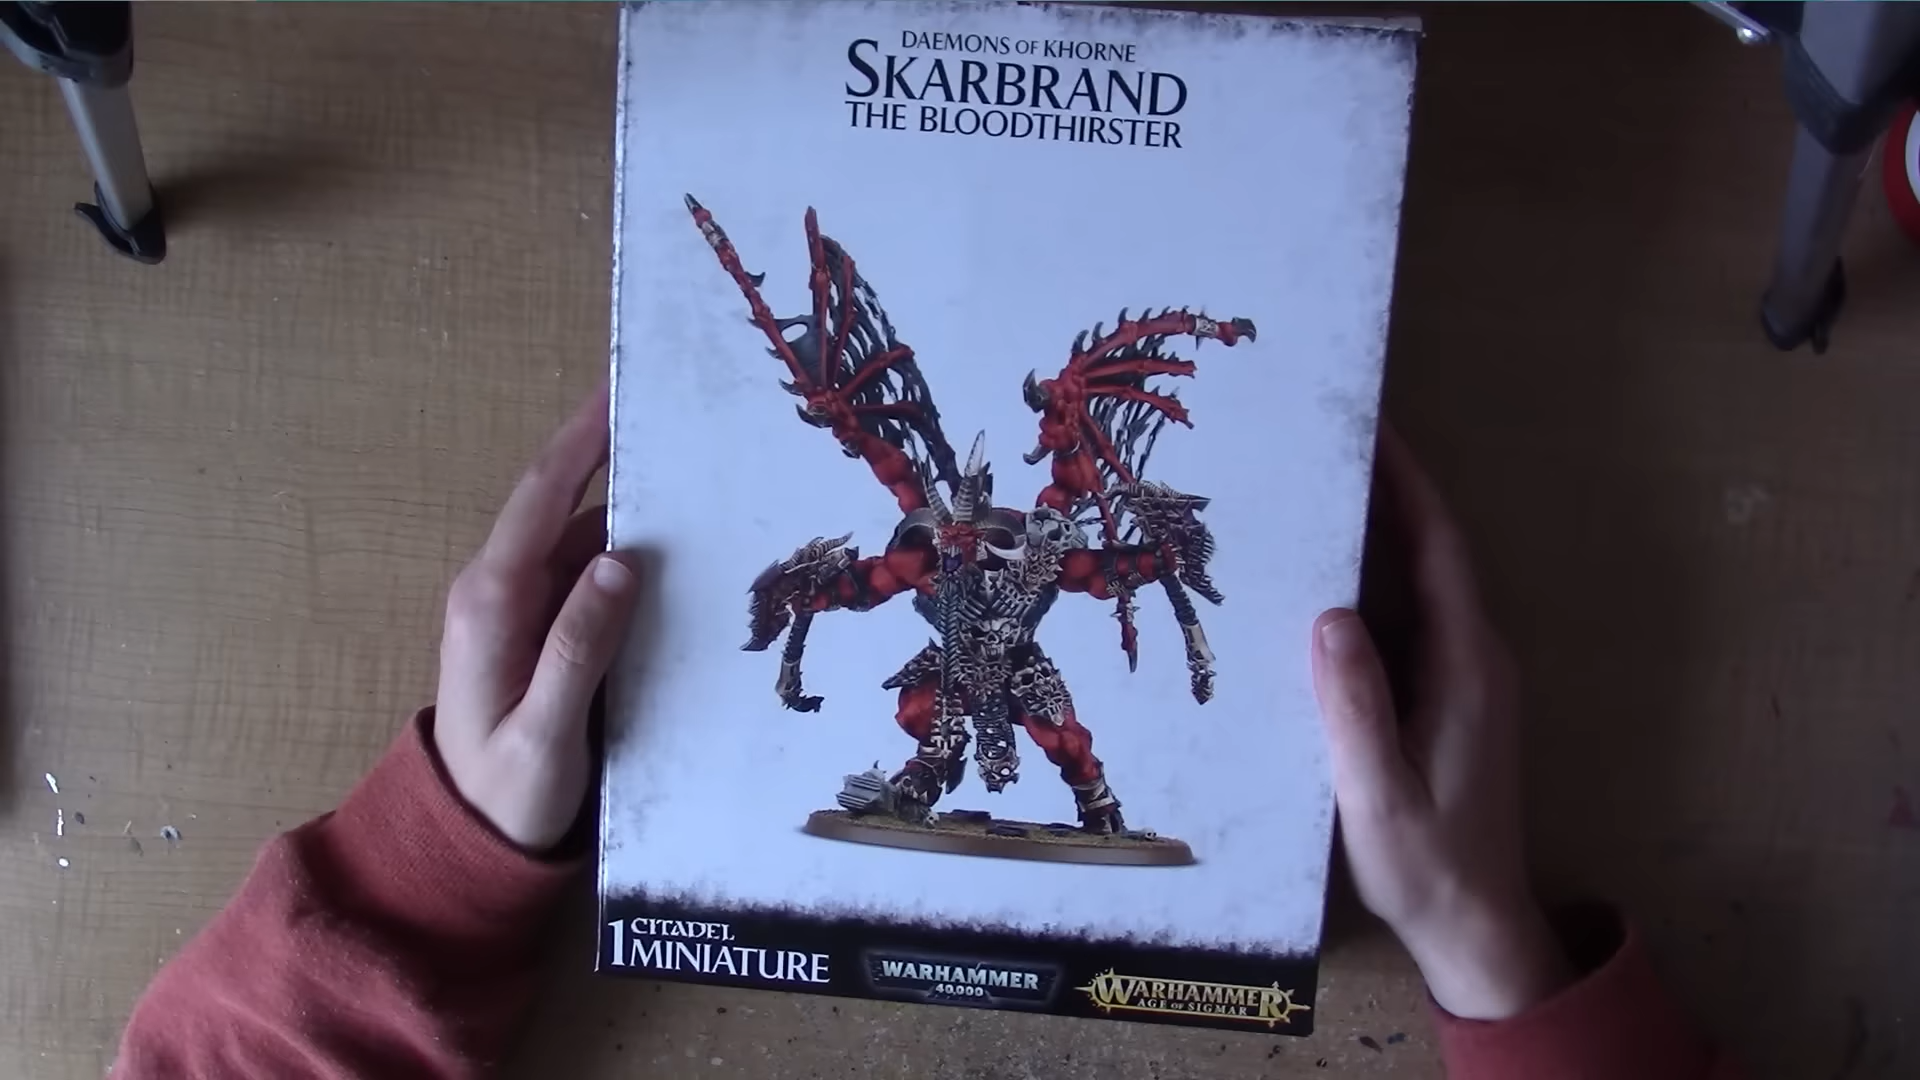 DAEMONS OF KHORNE
SKARBRAND
THE BLOODTHIRSTER
1 CITADEL
MINIATURE
WARHAMMER
40,000
WARHAMMER
AGE OF SIGMAR